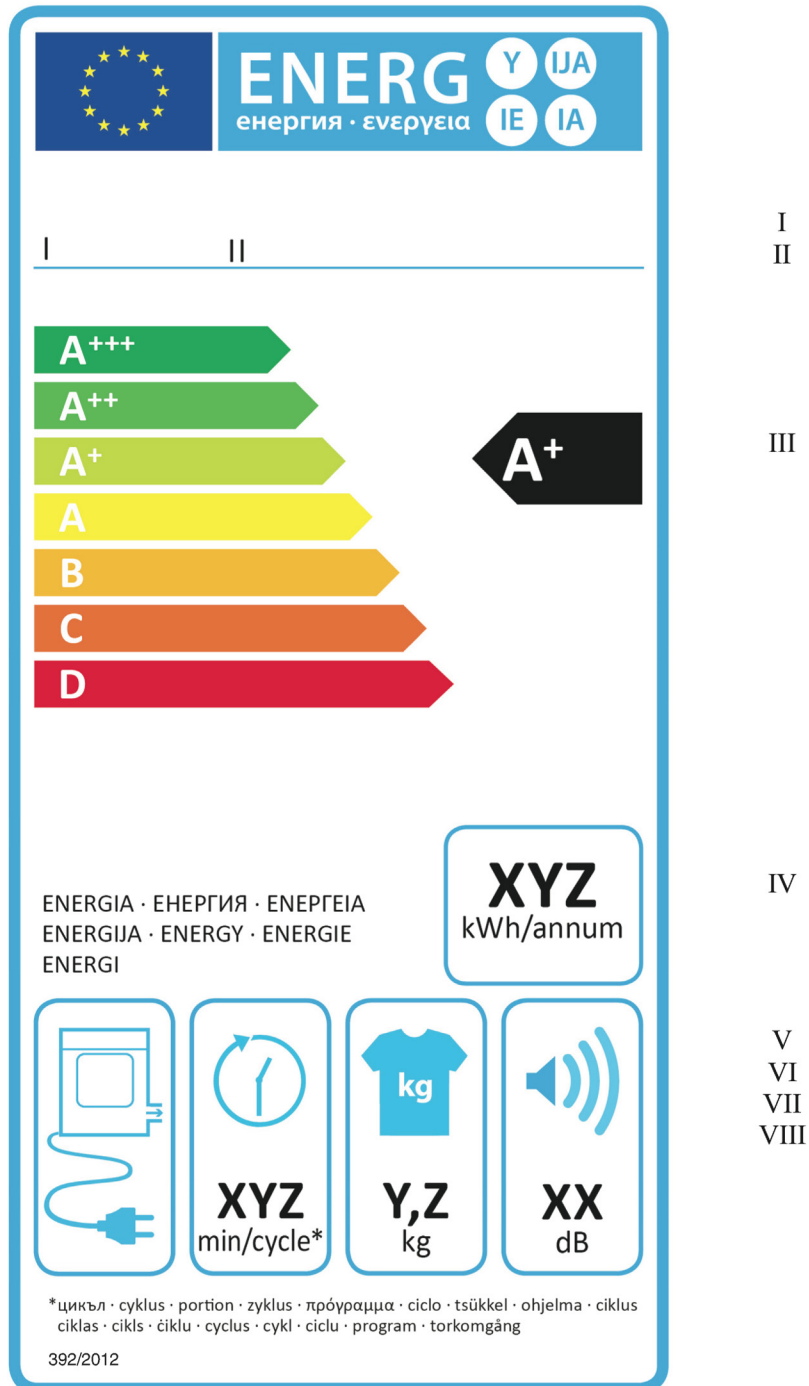 ENERG Y IJA
енергия · ενεργεια IE IA
I
I II II
A+++
A++
A+ A+ III
A
B
C
D
XYZ IV
kWh/annum
ENERGIA · ЕНЕРГИЯ · ΕΝΕΡΓΕΙΑ
ENERGIJA · ENERGY · ENERGIE
ENERGI
V
VI
kg VII
VIII
XYZ Y,Z XX
min/cycle* kg dB
*цикъл · cyklus · portion · zyklus · πρόγραμμα · ciclo · tsükkel · ohjelma · ciklus
ciklas · cikls · ċiklu · cyclus · cykl · ciclu · program · torkomgång
392/2012